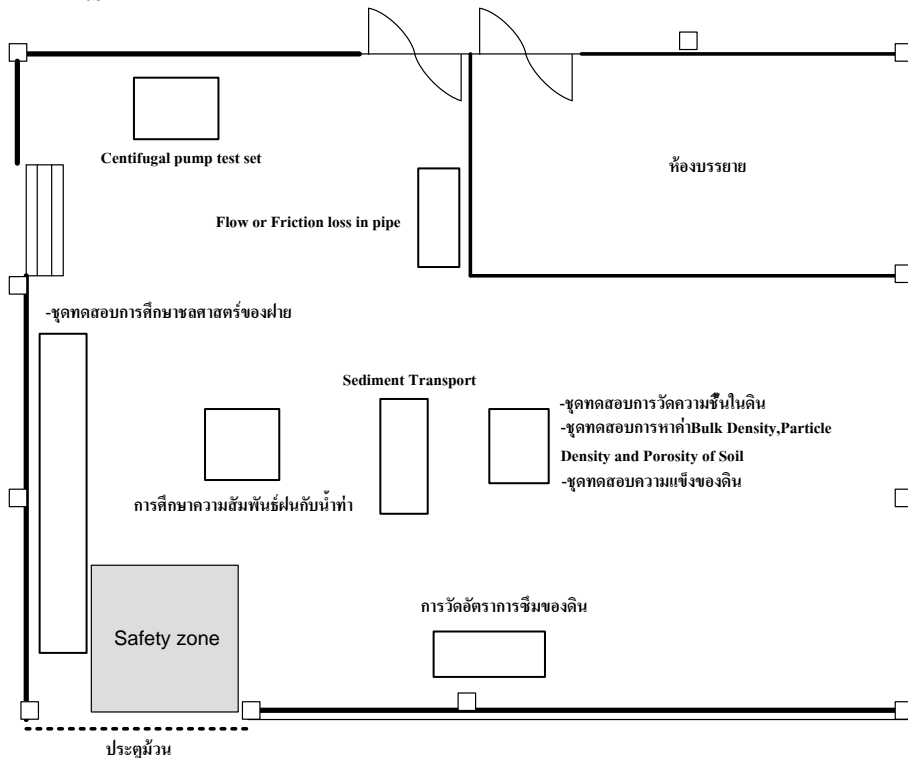 Centifugal pump test set
ห้องบรรยาย
Flow or Friction loss in pipe
-ชุดทดสอบการศึกษาชลศาสตร์ของฝาย
Sediment Transport
-ชุดทดสอบการวัดความชื้นในดิน
-ชุดทดสอบการหาค่าBulk Density,Particle
Density and Porosity of Soil
-ชุดทดสอบความแข็งของดิน
การศึกษาความสัมพันธ์ฝนกับน้ำท่า
การวัดอัตราการซึมของดิน
Safety zone
ประตูม้วน